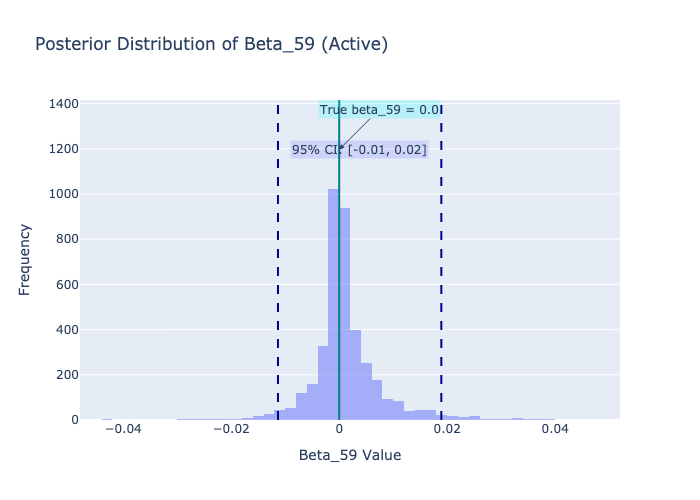 Posterior Distribution of Beta_59 (Active)
1400
True beta_59 = 0.0
1200
95% CI: [-0.01, 0.02]
1000
800
600
400
200
0
Frequency
−0.04
−0.02
0
0.02
0.04
Beta_59 Value